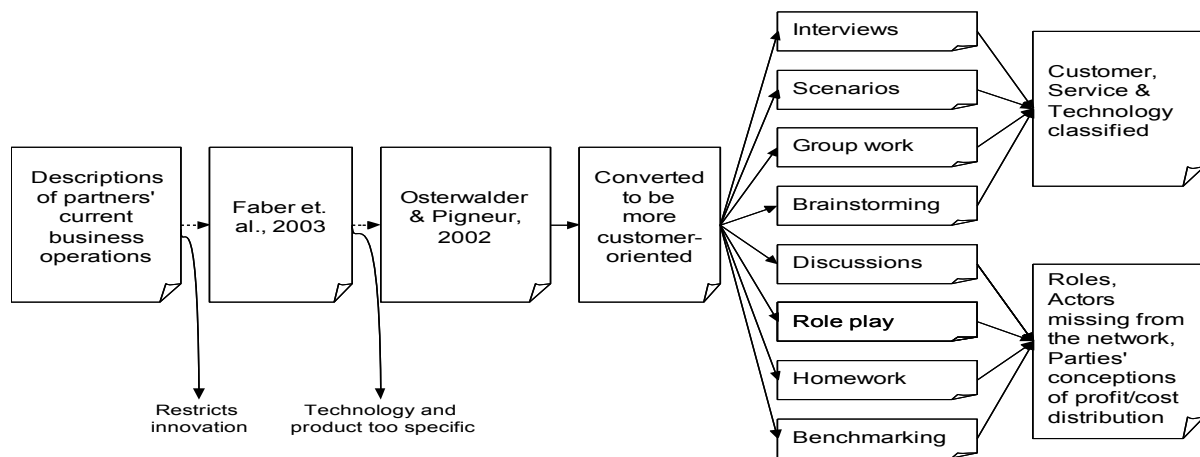 Descriptions
of partners'
current
business
operations
Faber et.
al., 2003
Osterwalder
& Pigneur,
2002
Converted
to be
more
customer-
oriented
Restricts
innovation
Technology and
product too specific
Interviews
Scenarios
Group work
Brainstorming
Discussions
Role play
Homework
Benchmarking
Customer,
Service &
Technology
classified
Roles,
Actors
missing from
the network,
Parties'
conceptions
of profit/cost
distribution